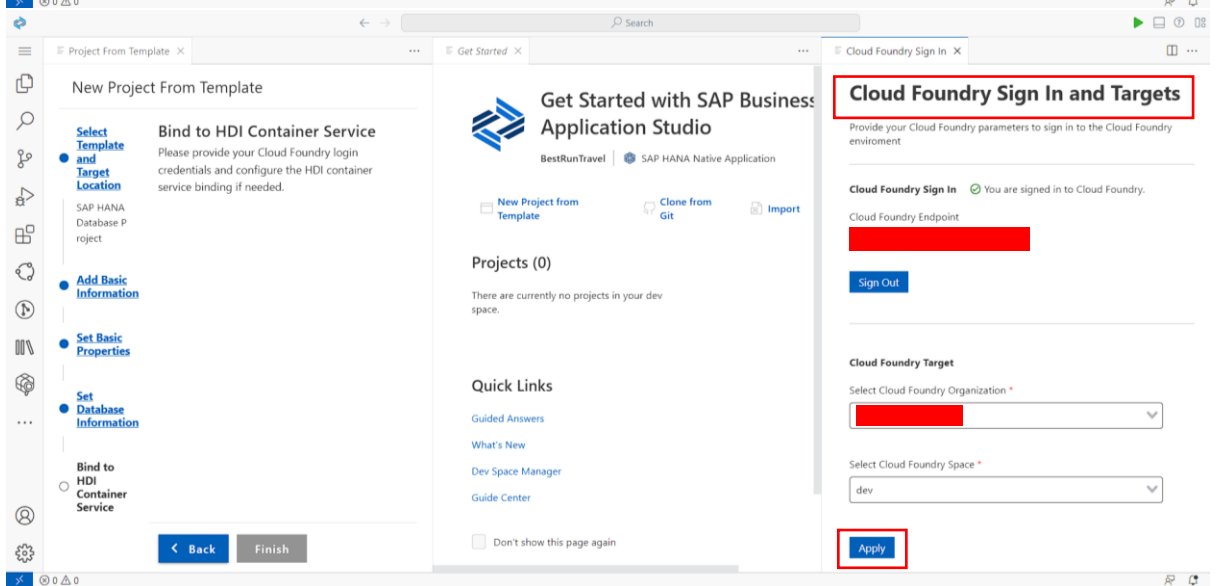 0 0
Search
Project From Template
New Project From Template
Select
Template
and
Target
Location
SAP HANA
Database P
roject
Add Basic
Information
Set Basic
Properties
Set
Database
Information
Bind to
HDI
Container
Service
Bind to HDI Container Service
Please provide your Cloud Foundry login
credentials and configure the HDI container
service binding if needed.
Back
Finish
Get Started
Get Started with SAP Business
Application Studio
BestRunTravel
SAP HANA Native Application
New Project from
Template
Clone from
Git
Import
Projects (0)
There are currently no projects in your dev
space.
Quick Links
Guided Answers
What's New
Dev Space Manager
Guide Center
Don't show this page again
Cloud Foundry Sign In
Cloud Foundry Sign In and Targets
Provide your Cloud Foundry parameters to sign in to the Cloud Foundry
enviroment
Cloud Foundry Sign In
You are signed in to Cloud Foundry.
Cloud Foundry Endpoint
Sign Out
Cloud Foundry Target
Select Cloud Foundry Organization *
Select Cloud Foundry Space *
dev
Apply
0 0